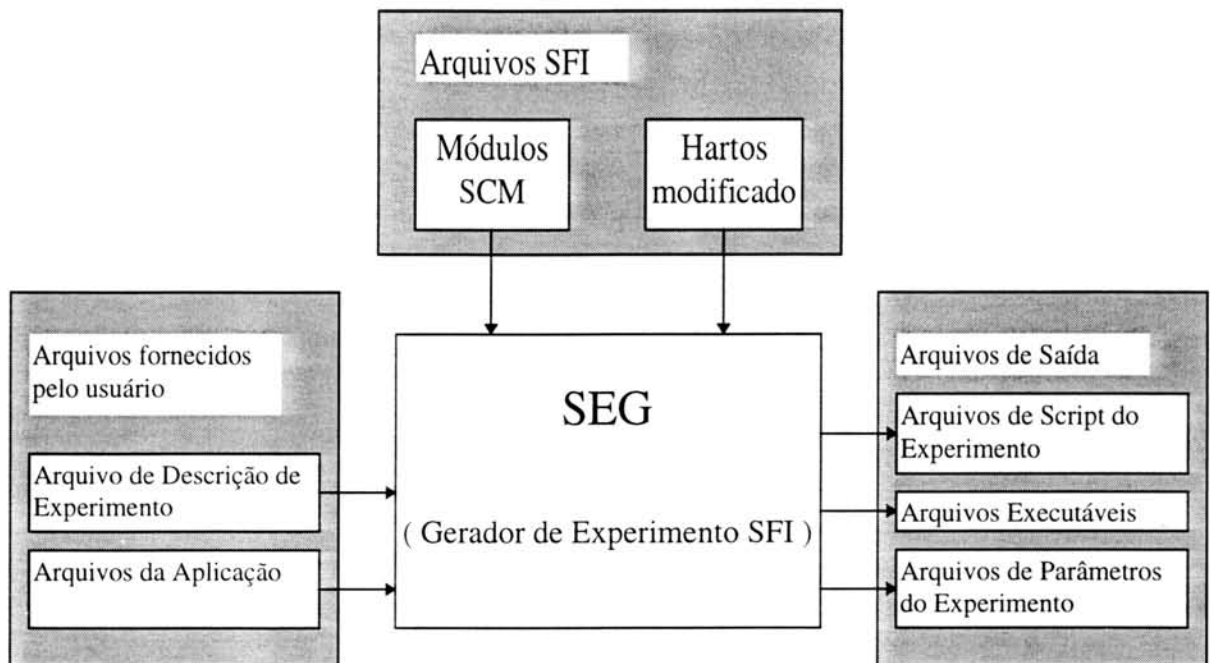 Arquivos SFI
Módulos
SCM
Hartos
modificado
Arquivos fornecidos
pelo usuário
Arquivo de Descrição de
Experimento
Arquivos da Aplicação
SEG
( Gerador de Experimento SFI )
Arquivos de Saída
Arquivos de Script do
Experimento
Arquivos Executáveis
Arquivos de Parâmetros
do Experimento